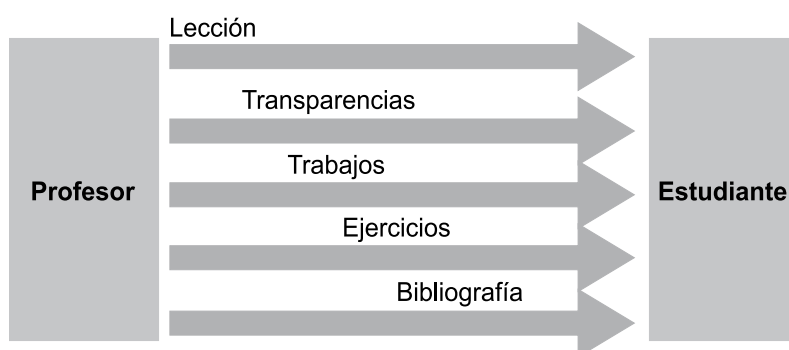 Lección
Transparencias
Trabajos
Profesor
Estudiante
Ejercicios
Bibliografía